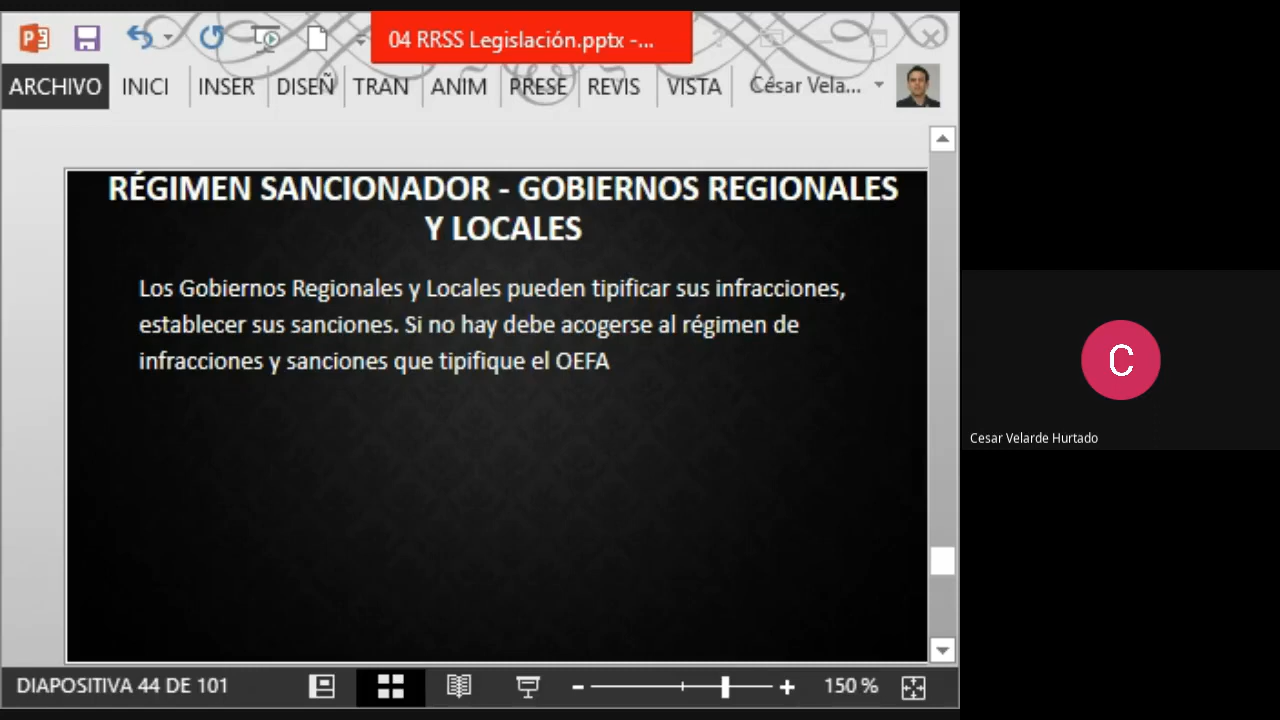 04 RRSS Legislación.pptx -...
ARCHIVO INICI INSER DISEÑ TRAN ANIM PRESE REVIS VISTA César Vela...
RÉGIMEN SANCIONADOR - GOBIERNOS REGIONALES
Y LOCALES
Los Gobiernos Regionales y Locales pueden tipificar sus infracciones,
establecer sus sanciones. Si no hay debe acogerse al régimen de
infracciones y sanciones que tipifique el OEFA
C
Cesar Velarde Hurtado
DIAPOSITIVA 44 DE 101
150 %